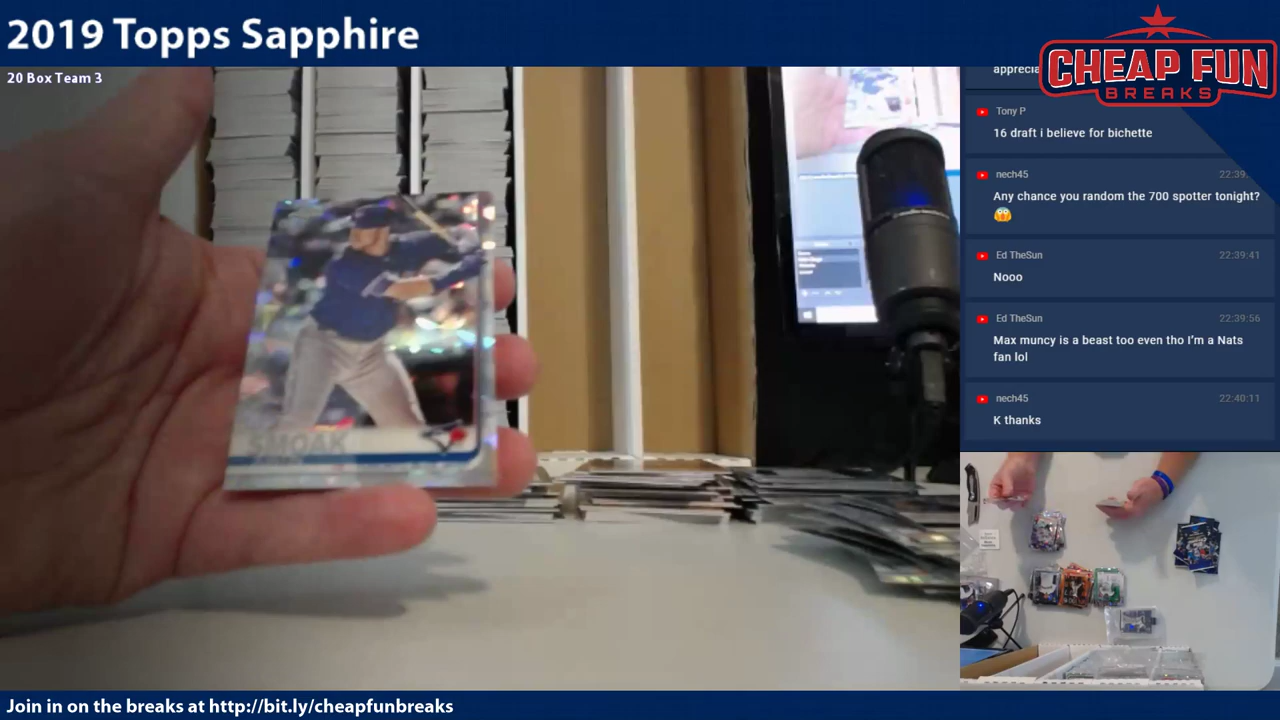 2019 Topps Sapphire
20 Box Team 3
CHEAP FUN
BREAKS
apprecia
Tony P
16 draft i believe for bichette
nech45
22:39
Any chance you random the 700 spotter tonight?
😱
Ed TheSun
22:39:41
Nooo
Ed TheSun
22:39:56
Max muncy is a beast too even tho I'm a Nats
fan lol
nech45
22:40:11
K thanks
SMOAK
Join in on the breaks at http://bit.ly/cheapfunbreaks